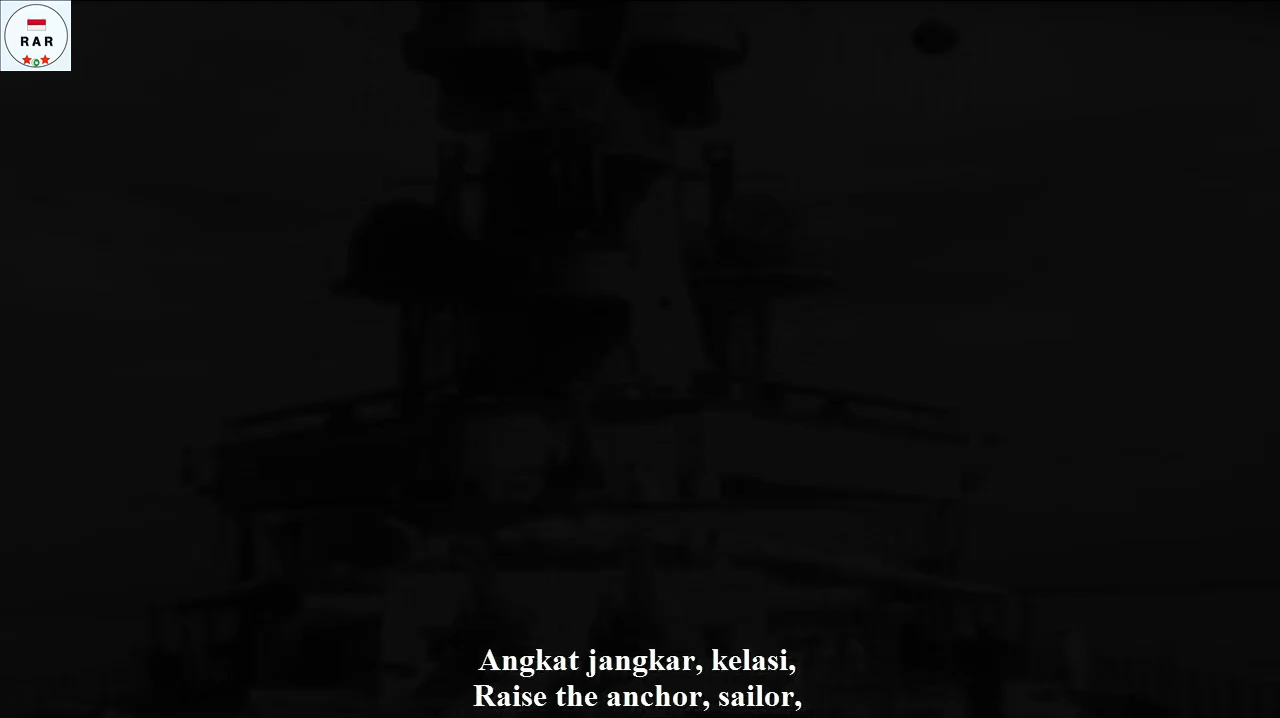 RAR
Angkat jangkar, kelasi,
Raise the anchor, sailor,